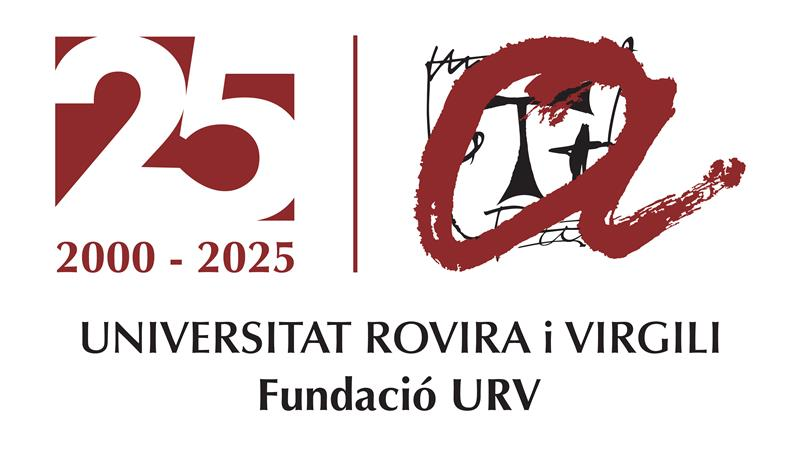 25
2000 - 2025
a
UNIVERSITAT ROVIRA i VIRGILI
Fundació URV